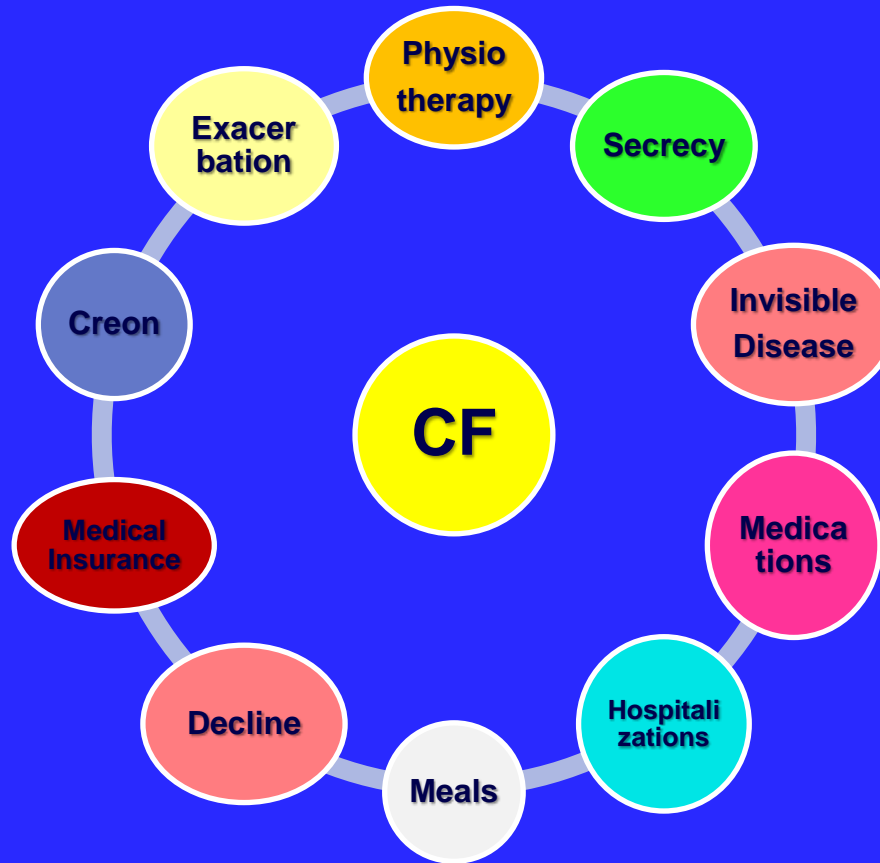 Physio
therapy
Secrecy
Invisible
Disease
Medica
tions
Hospitali
zations
Meals
Decline
Medical
Insurance
Creon
Exacer
bation
CF